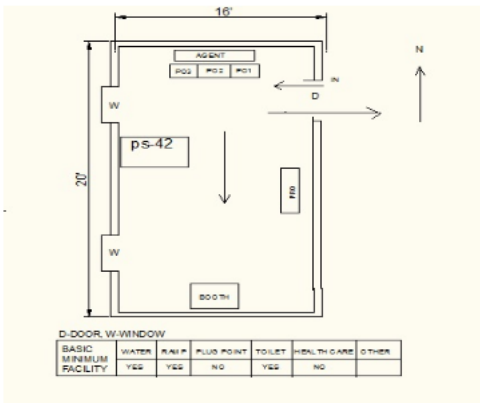 16'
AGENT
PO3 PO2 PO1
IN
D
N
W
ps-42
20'
PRO
W
BOOTH
D-DOOR, W-WINDOW
BASIC MINIMUM FACILITY WATER RAMP PLUG POINT TOILET HEALTH CARE OTHER
YES YES NO YES NO